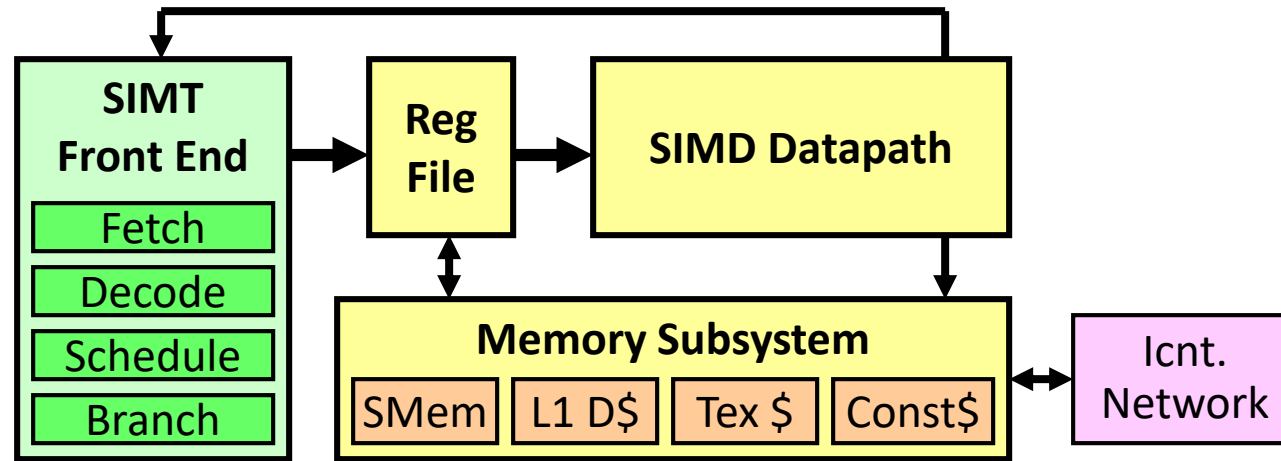 SIMT
Front End
Fetch
Decode
Schedule
Branch
Reg
File
SIMD Datapath
Memory Subsystem
SMem
L1 D$
Tex $
Const$
Icnt.
Network